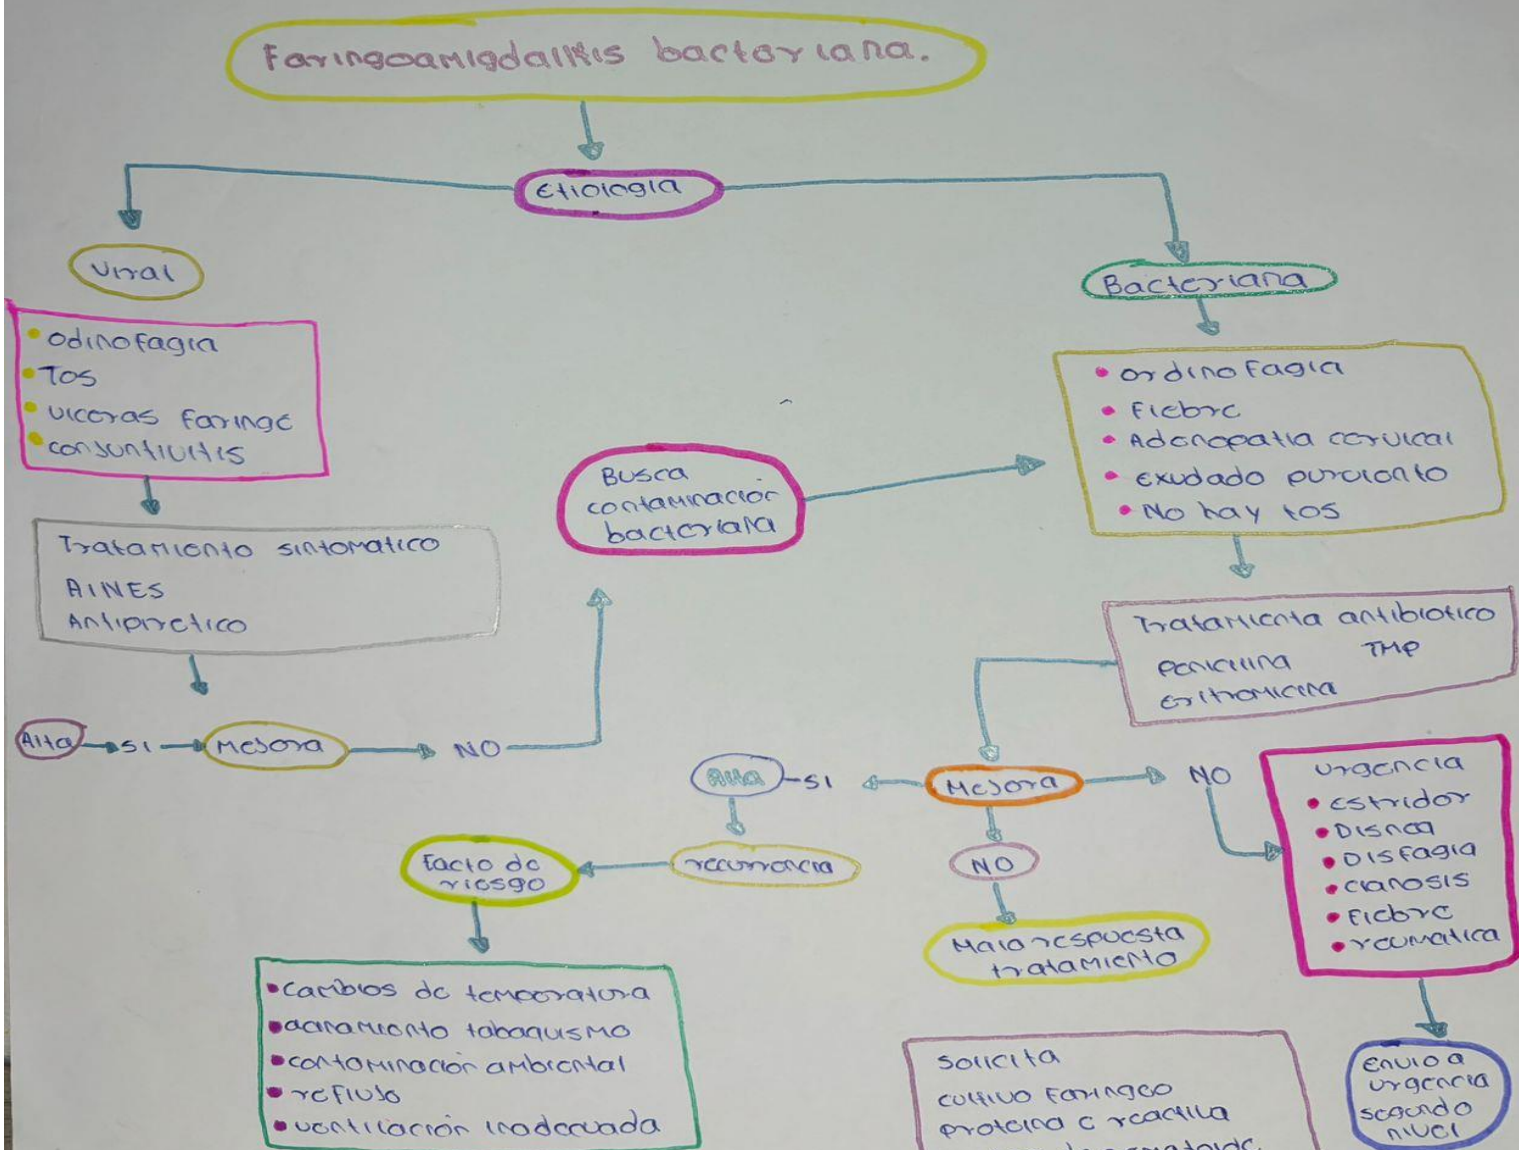 Faringoamigdalitis bacteriana.
Etiologia
Viral
Bacteriana
odinofagia
Tos
ulceras faringe
conjuntivitis
ordinofagia
Fiebre
Adenopatia cervical
Exudado purulento
No hay tos
Busca
contaminación
bacteriana
Tratamiento sintomatico
AINES
Antipiretico
Tratamienta antibiotico
penicilina TMP
eritromicina
Alta
SI
Mejora
NO
Alta
SI
Mejora
NO
Urgencia
Estridor
Disnea
Disfagia
cianosis
Fiebre
reumatica
Facto de
riesgo
recurrencia
NO
Mala respuesta
tratamiento
cambios de temperatura
acinamiento tabaquismo
contaminación ambiental
reflujo
ventilación inadecuada
Solicita
cultivo Faringeo
proteina c reactiva
Envio a
urgencia
segundo
nivel